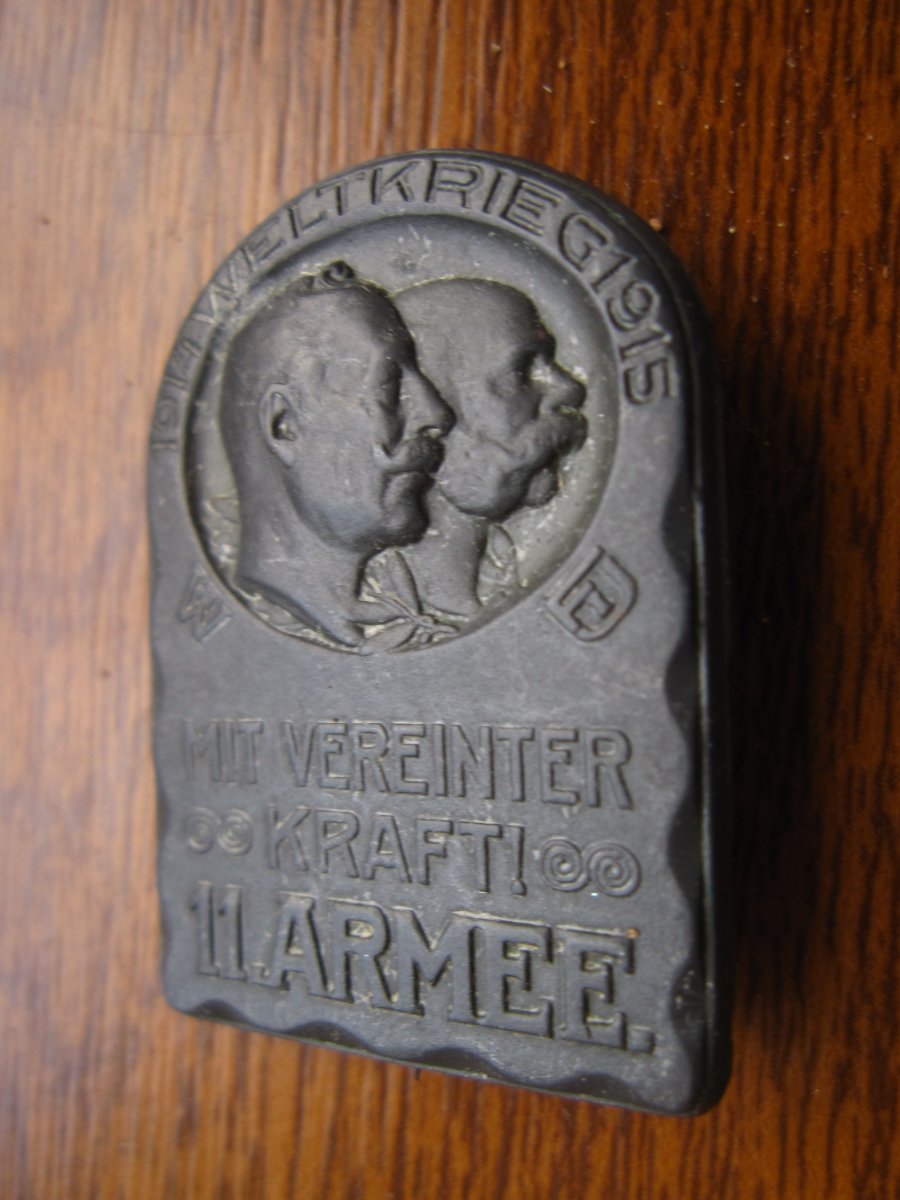 1914 WELTKRIEG 1915
W
MIT VEREINTER
KRAFT!
11. ARMEE.